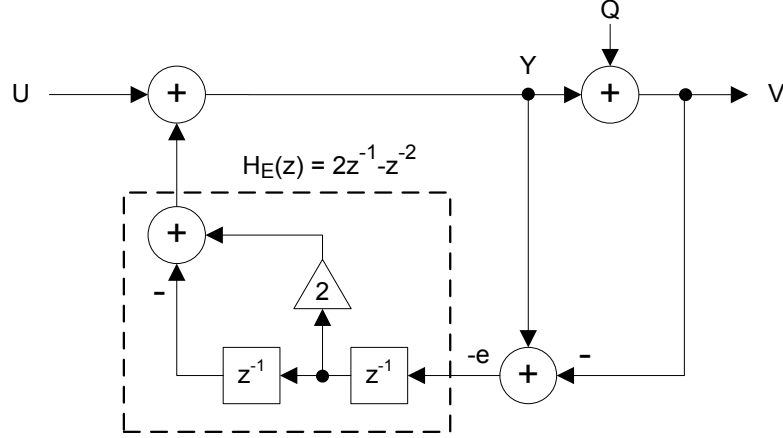 Q
Y
U
+
+
V
H_E(z) = 2z^-1-z^-2
+
-
2
-e
-
z^-1
z^-1
+